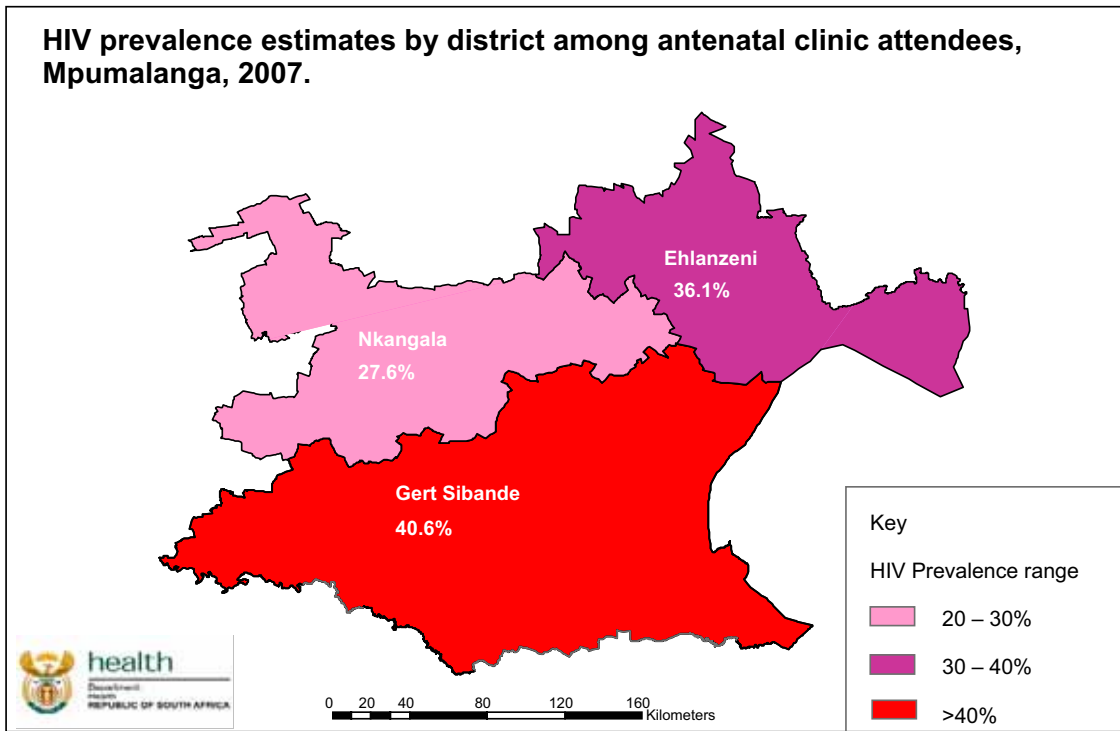 HIV prevalence estimates by district among antenatal clinic attendees,
Mpumalanga, 2007.
Ehlanzeni
36.1%
Nkangala
27.6%
Gert Sibande
40.6%
Key
HIV Prevalence range
20 – 30%
30 – 40%
>40%
health
Department:
Health
REPUBLIC OF SOUTH AFRICA
0 20 40 80 120 160
Kilometers